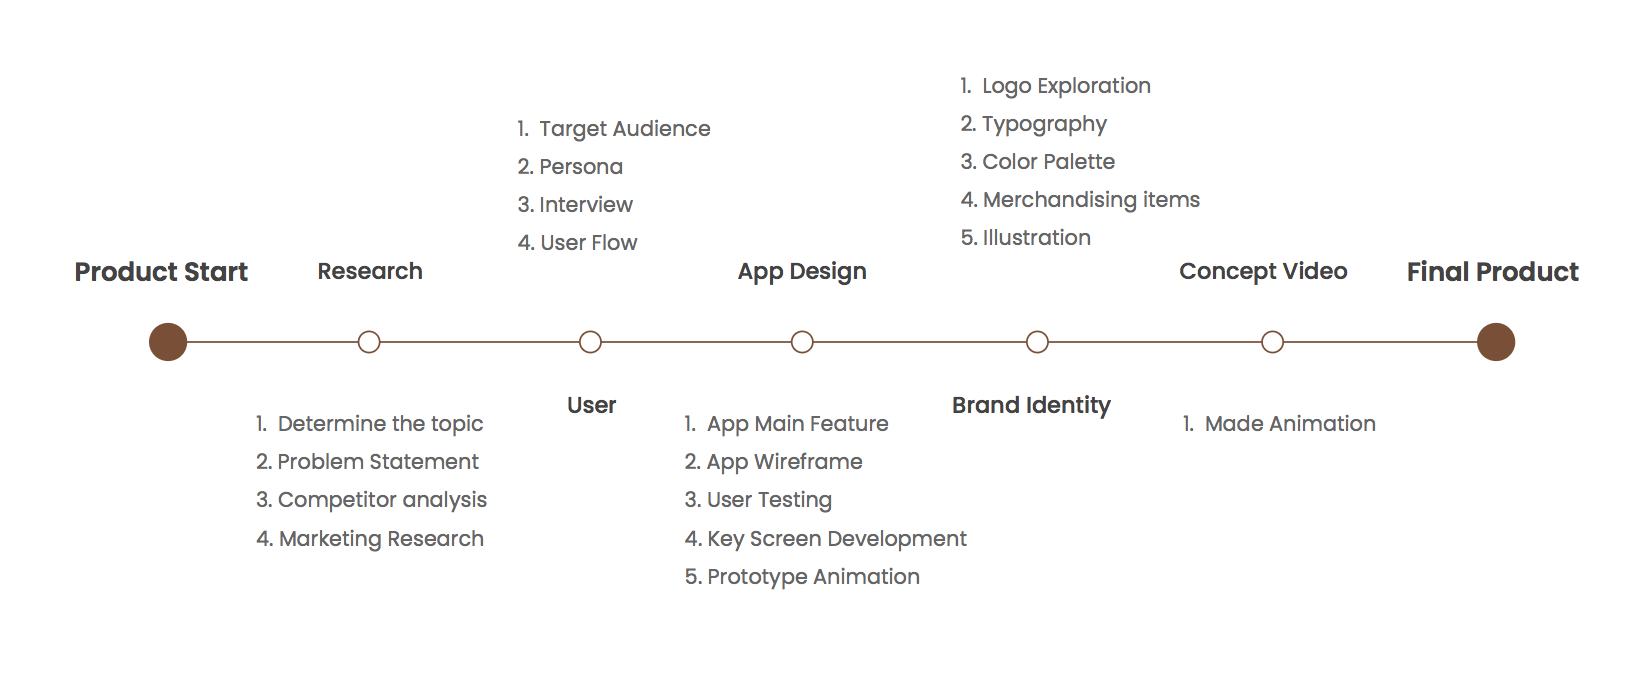 Product Start
Research
1. Determine the topic
2. Problem Statement
3. Competitor analysis
4. Marketing Research
1. Target Audience
2. Persona
3. Interview
4. User Flow
User
App Design
1. App Main Feature
2. App Wireframe
3. User Testing
4. Key Screen Development
5. Prototype Animation
1. Logo Exploration
2. Typography
3. Color Palette
4. Merchandising items
5. Illustration
Brand Identity
Concept Video
1. Made Animation
Final Product